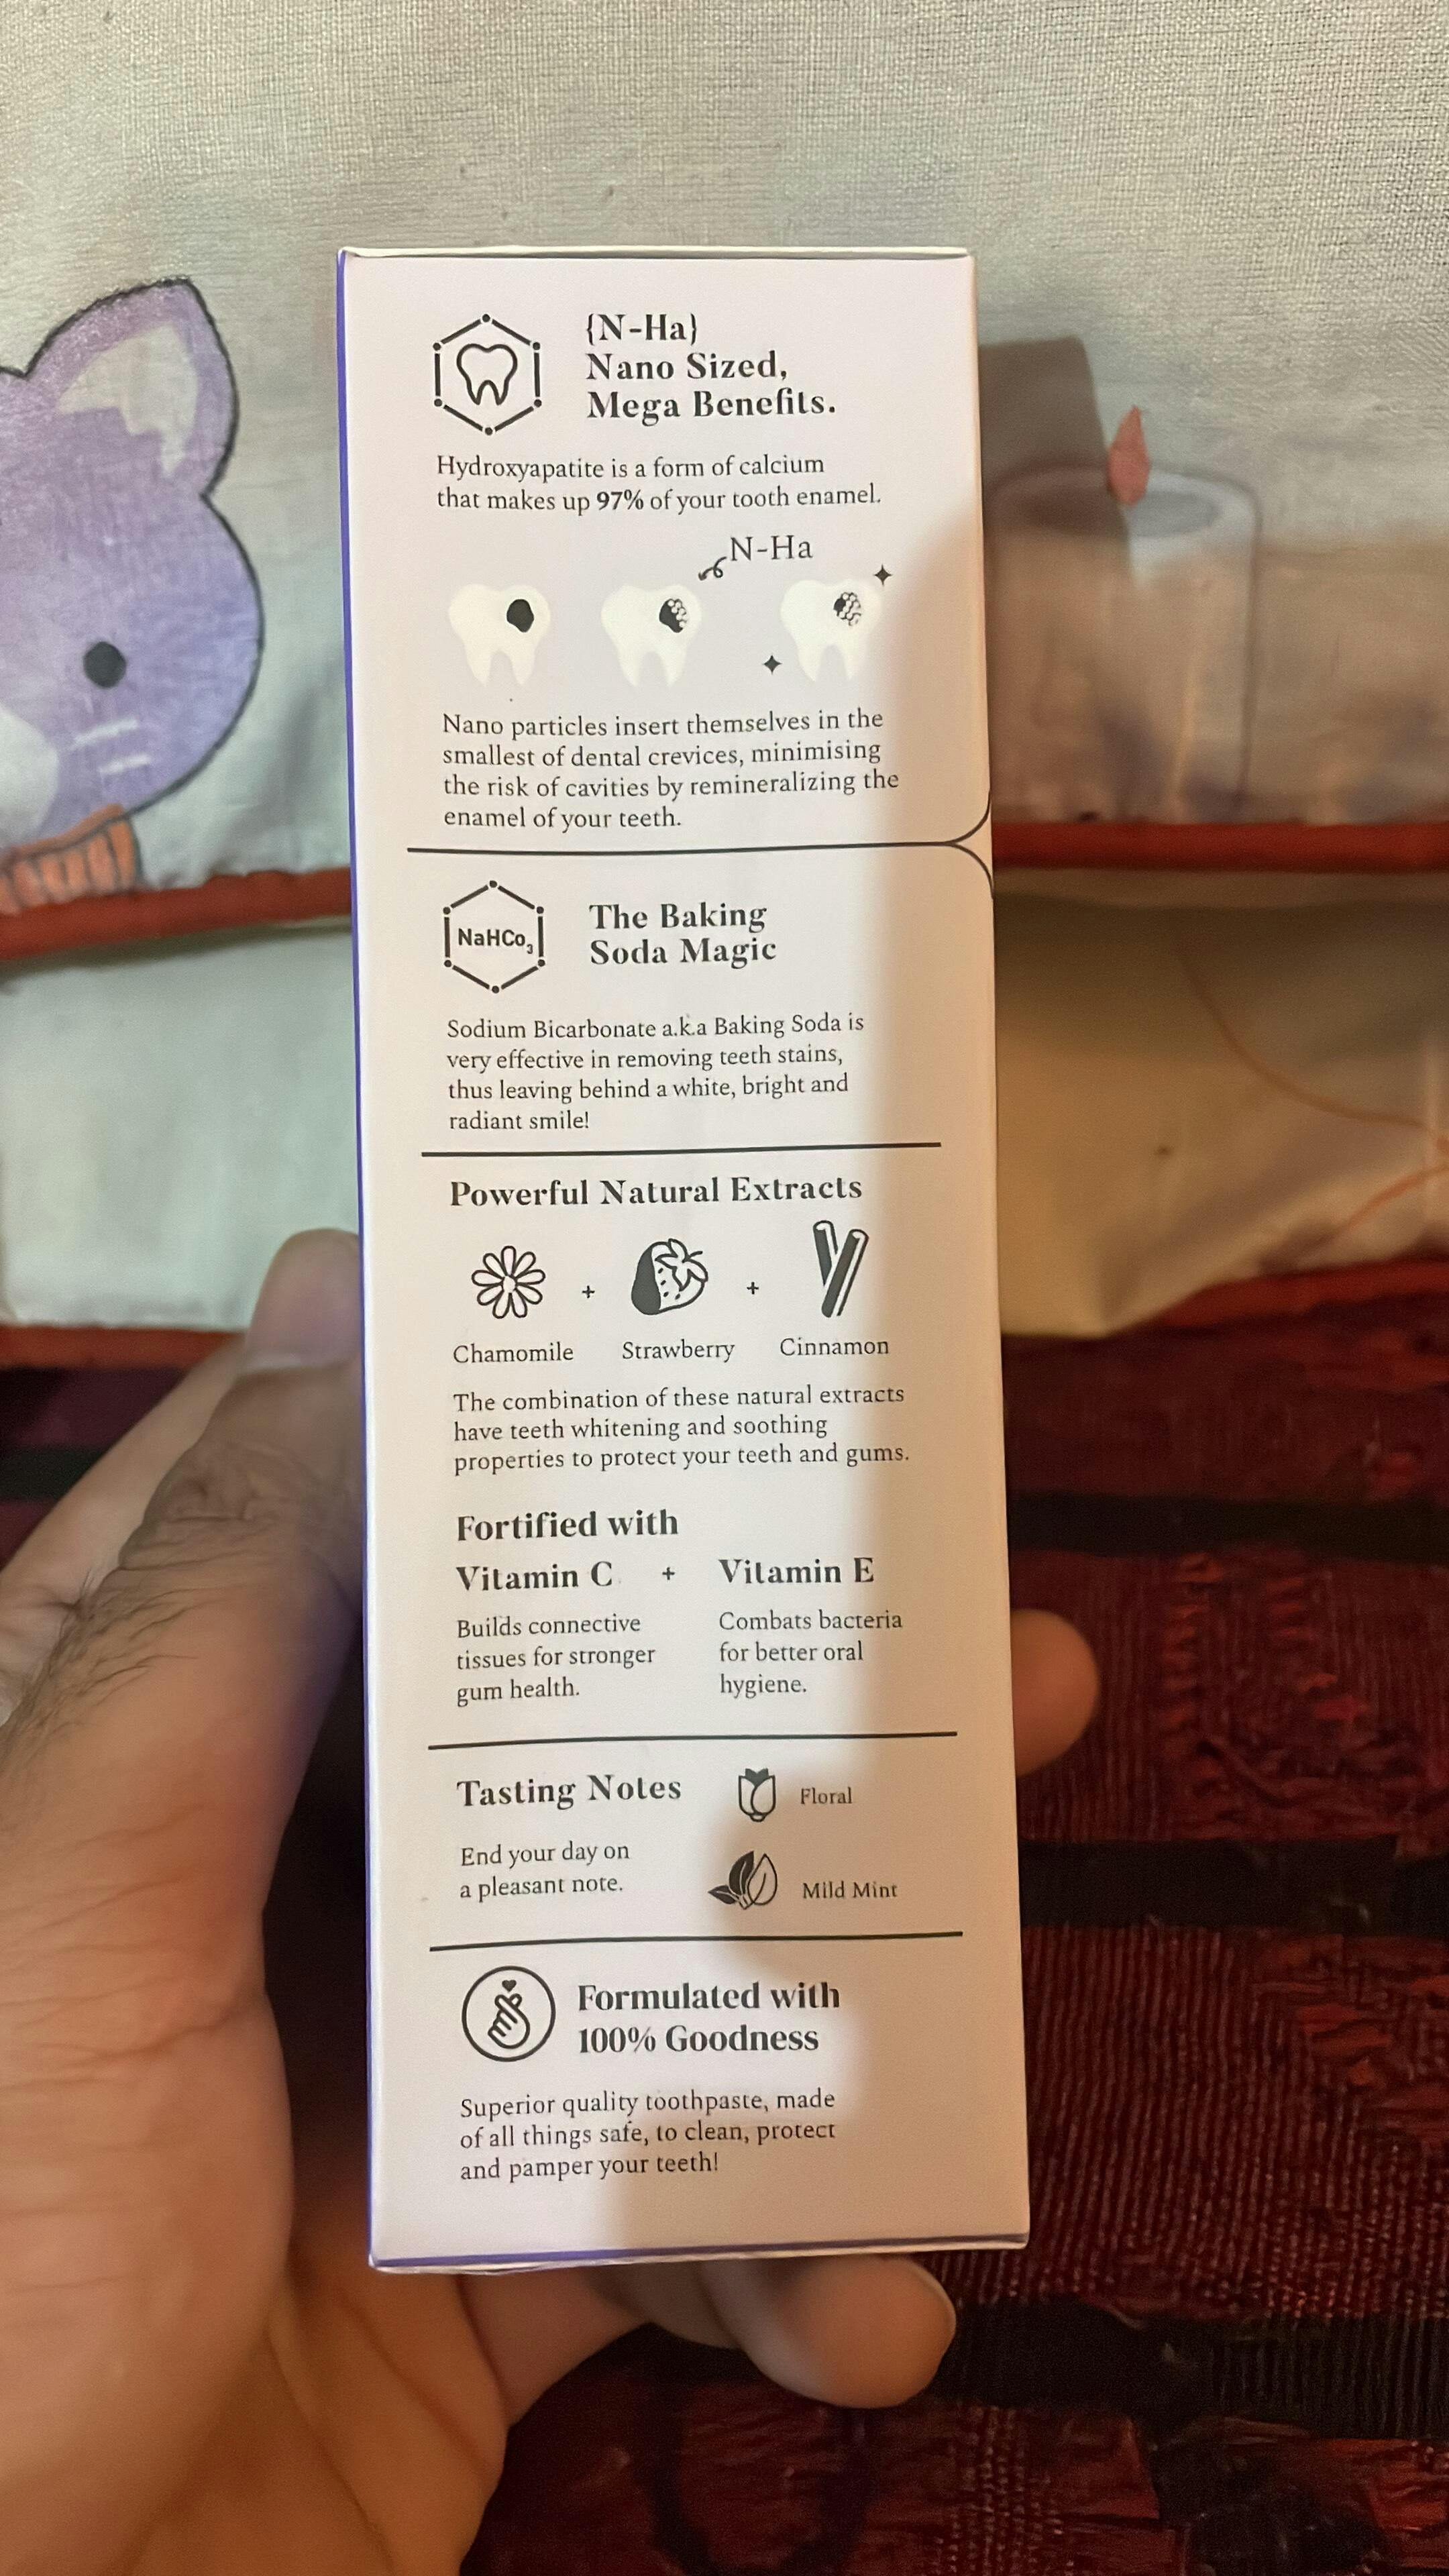 {N-Ha}
Nano Sized,
Mega Benefits.
Hydroxyapatite is a form of calcium
that makes up 97% of your tooth enamel.
N-Ha
Nano particles insert themselves in the
smallest of dental crevices, minimising
the risk of cavities by remineralizing the
enamel of your teeth.
NaHCo₃
The Baking
Soda Magic
Sodium Bicarbonate a.k.a Baking Soda is
very effective in removing teeth stains,
thus leaving behind a white, bright and
radiant smile!
Powerful Natural Extracts
+ +
Chamomile Strawberry Cinnamon
The combination of these natural extracts
have teeth whitening and soothing
properties to protect your teeth and gums.
Fortified with
Vitamin C + Vitamin E
Builds connective
tissues for stronger
gum health.
Combats bacteria
for better oral
hygiene.
Tasting Notes
End your day on
a pleasant note.
Floral
Mild Mint
Formulated with
100% Goodness
Superior quality toothpaste, made
of all things safe, to clean, protect
and pamper your teeth!